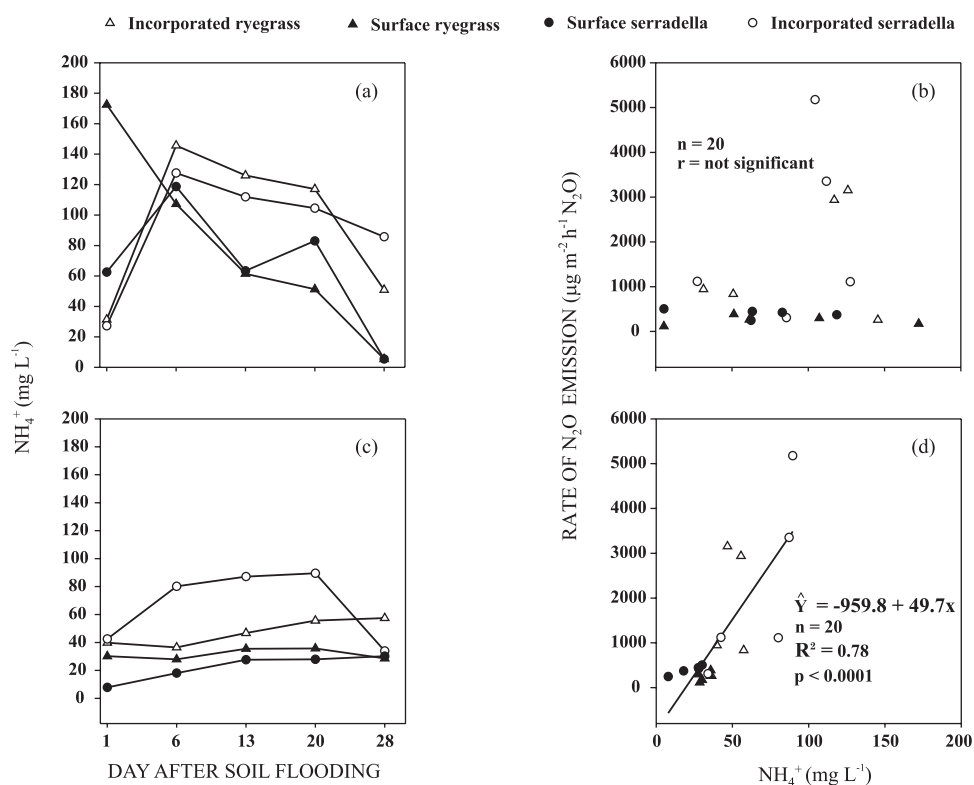 Incorporated ryegrass
Surface ryegrass
Surface serradella
Incorporated serradella
200
180
160
140
120
100
80
60
40
20
0
(a)
6000
5000
4000
3000
2000
1000
0
(b)
n = 20
r = not significant
NH₄⁺ (mg L⁻¹)
RATE OF N₂O EMISSION (µg m⁻² h⁻¹ N₂O)
200
180
160
140
120
100
80
60
40
20
0
(c)
1 6 13 20 28
DAY AFTER SOIL FLOODING
6000
5000
4000
3000
2000
1000
0
(d)
Ŷ = -959.8 + 49.7x
n = 20
R² = 0.78
p < 0.0001
0 50 100 150 200
NH₄⁺ (mg L⁻¹)